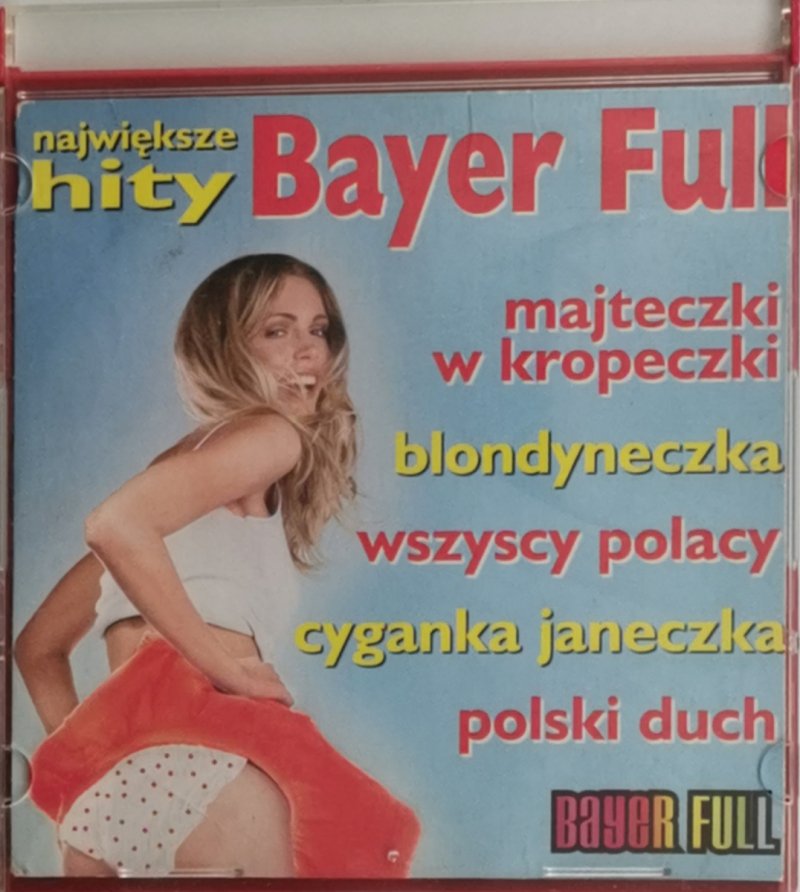 największe
hity
Bayer Full
majteczki
w kropeczki
blondyneczka
wszyscy polacy
cyganka janeczka
polski duch
BAYER FULL